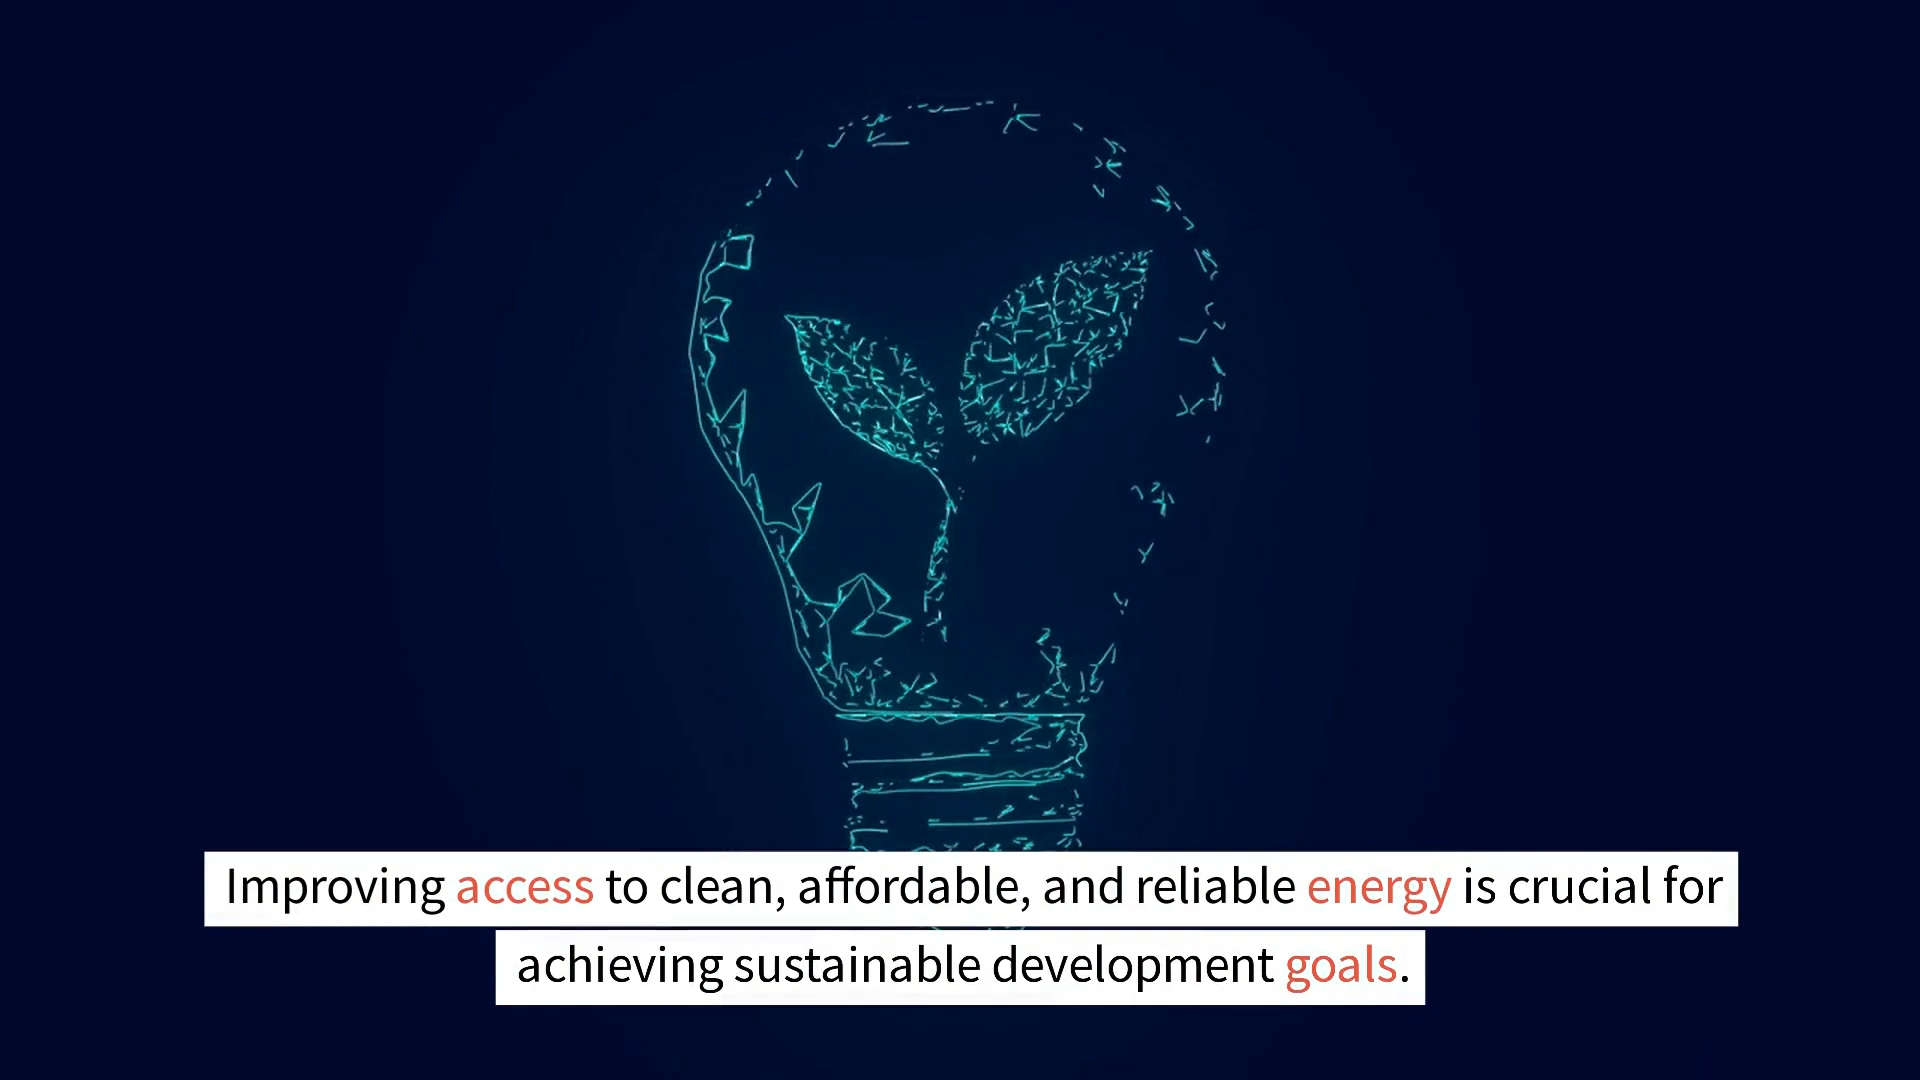 Improving access to clean, affordable, and reliable energy is crucial for
achieving sustainable development goals.